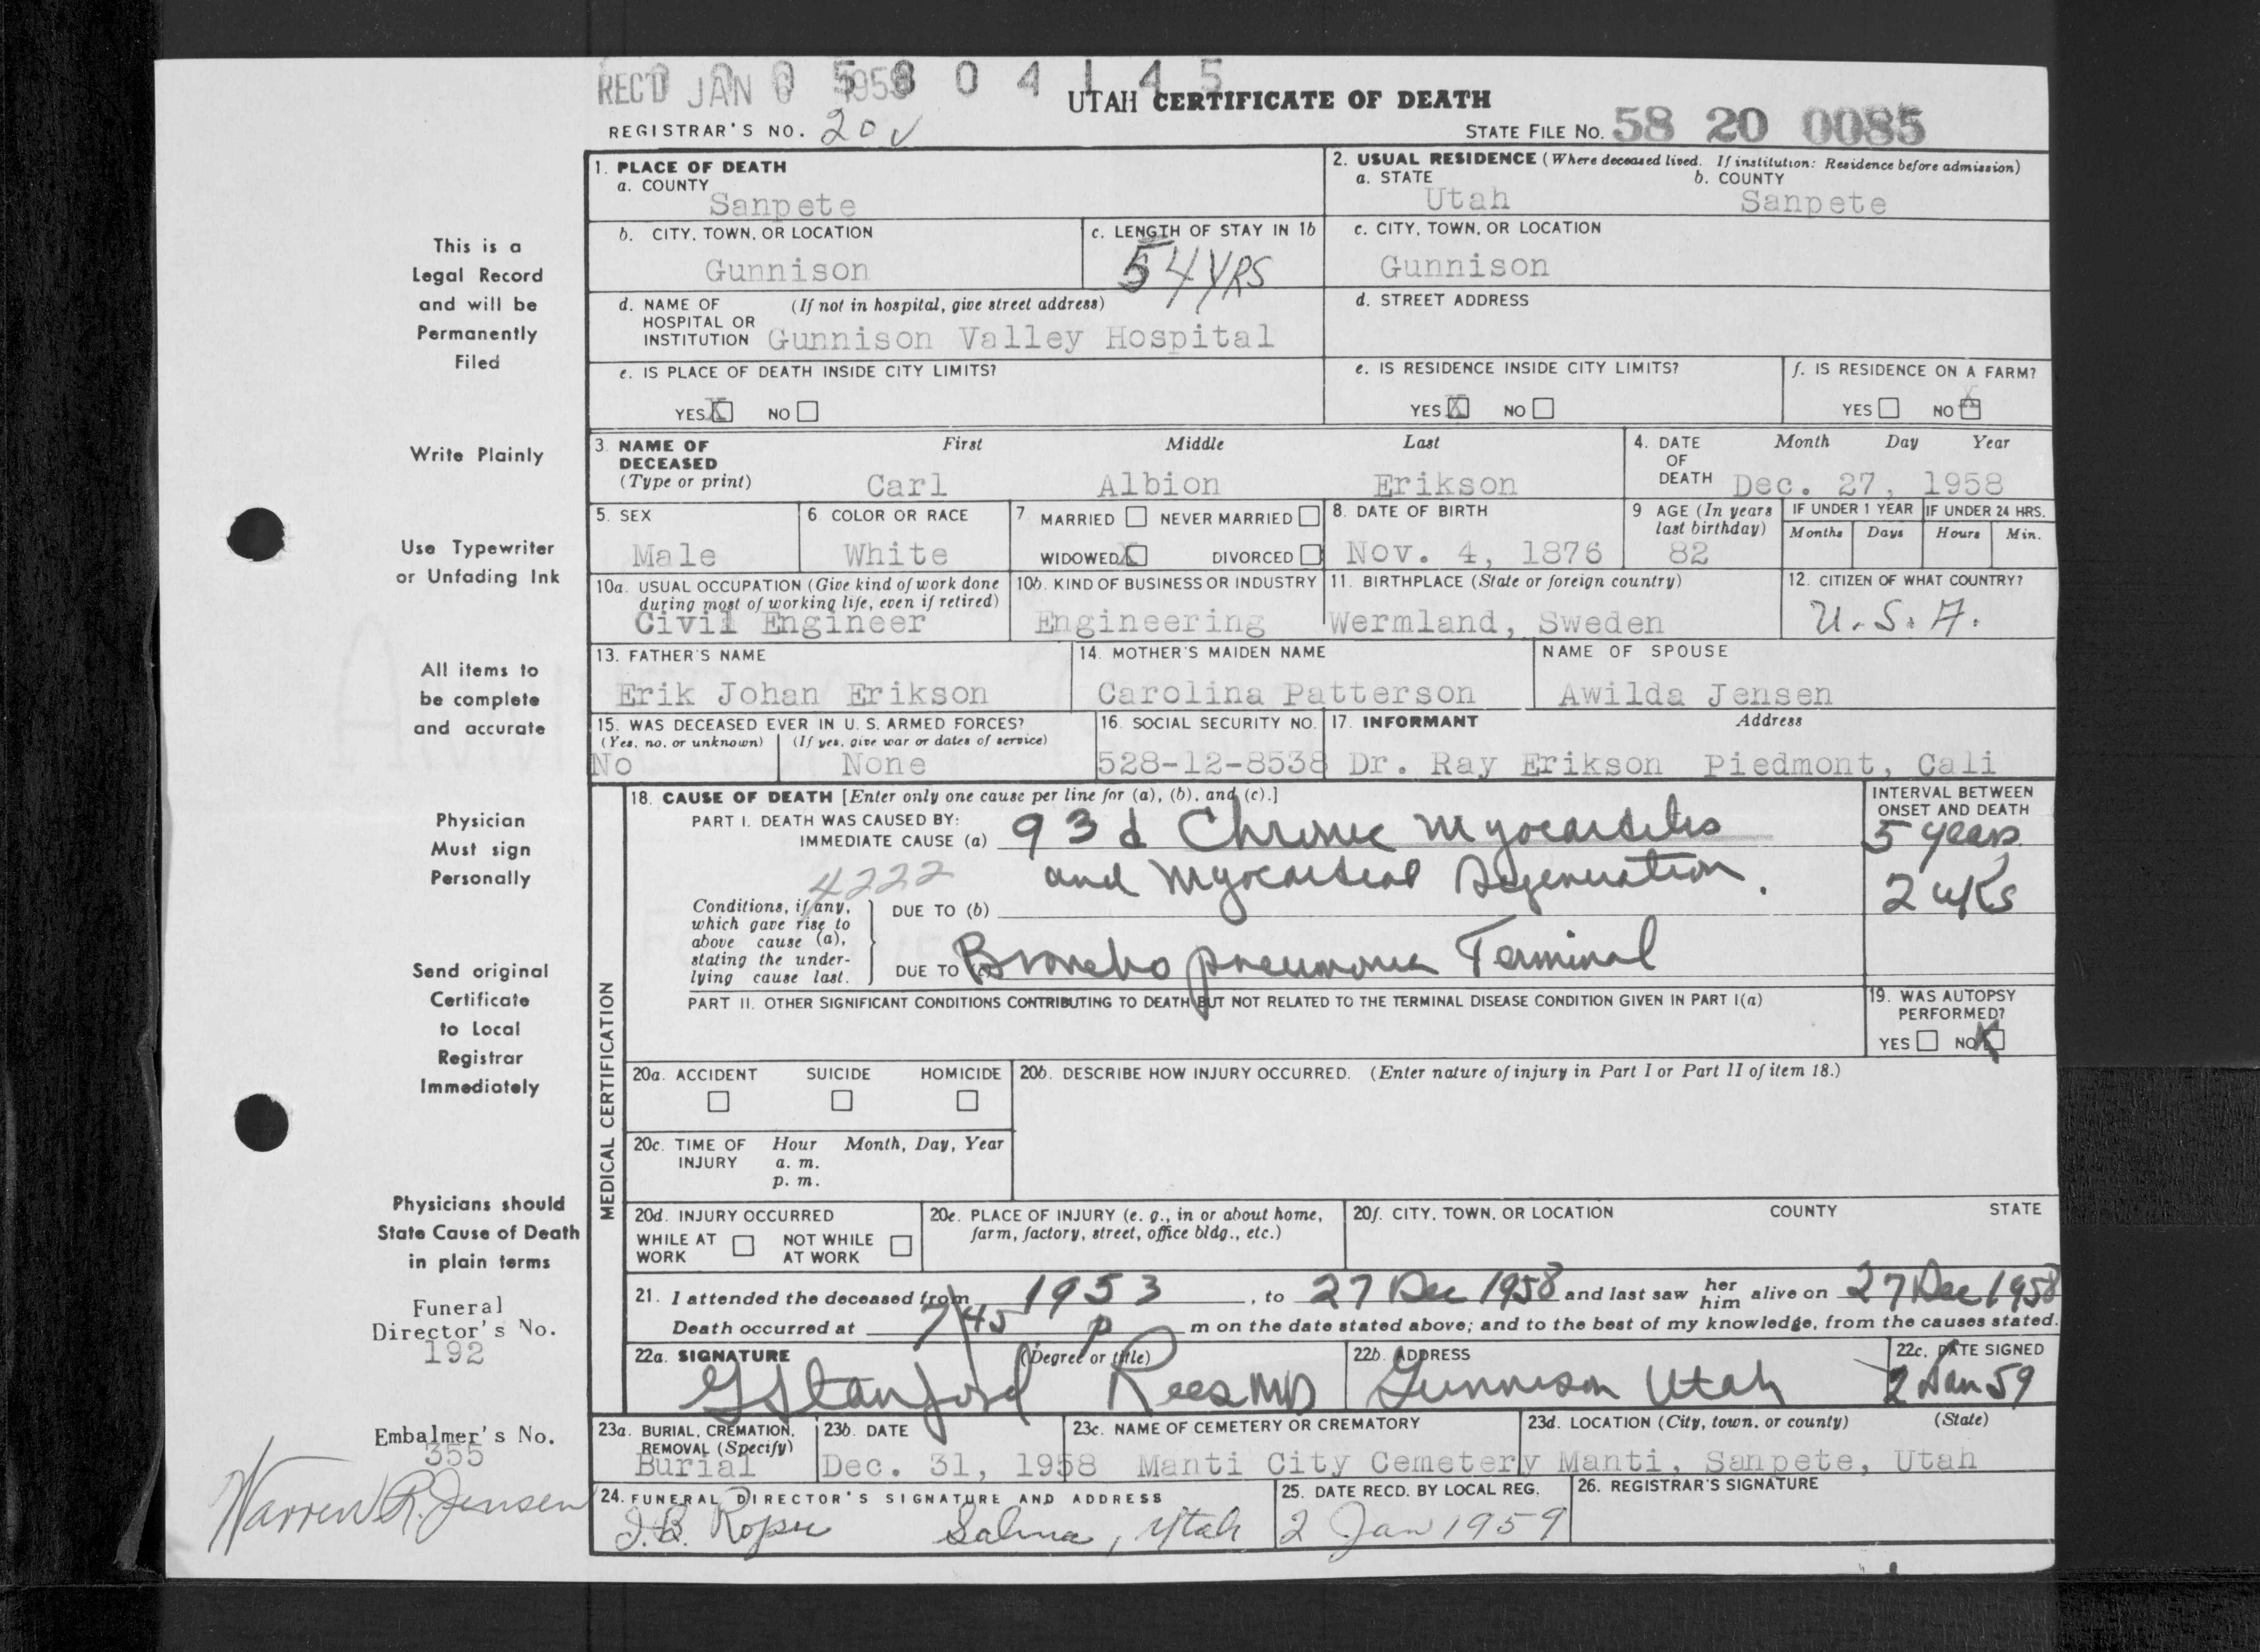 REC'D JAN 6 1959
0 0 0 5 8 0 4 1 4 5
UTAH CERTIFICATE OF DEATH
REGISTRAR'S NO. 20 ✓
STATE FILE NO. 58 20 0085
1. PLACE OF DEATH
a. COUNTY
Sanpete
2. USUAL RESIDENCE (Where deceased lived. If institution: Residence before admission)
a. STATE b. COUNTY
Utah Sanpete
b. CITY, TOWN, OR LOCATION
Gunnison
c. LENGTH OF STAY IN 1b
54 YRS
c. CITY, TOWN, OR LOCATION
Gunnison
d. NAME OF (If not in hospital, give street address)
HOSPITAL OR
INSTITUTION Gunnison Valley Hospital
d. STREET ADDRESS
e. IS PLACE OF DEATH INSIDE CITY LIMITS?
YES X NO
e. IS RESIDENCE INSIDE CITY LIMITS?
YES X NO
f. IS RESIDENCE ON A FARM?
YES NO X
3. NAME OF First Middle Last
DECEASED
(Type or print) Carl Albion Erikson
4. DATE Month Day Year
OF
DEATH Dec. 27, 1958
5. SEX
Male
6. COLOR OR RACE
White
7. MARRIED NEVER MARRIED
WIDOWED X DIVORCED
8. DATE OF BIRTH
Nov. 4, 1876
9 AGE (In years
last birthday)
82
IF UNDER 1 YEAR
Months Days
IF UNDER 24 HRS.
Hours Min.
10a. USUAL OCCUPATION (Give kind of work done
during most of working life, even if retired)
Civil Engineer
10b. KIND OF BUSINESS OR INDUSTRY
Engineering
11. BIRTHPLACE (State or foreign country)
Wermland, Sweden
12. CITIZEN OF WHAT COUNTRY?
U.S.A.
13. FATHER'S NAME
Erik Johan Erikson
14. MOTHER'S MAIDEN NAME
Carolina Patterson
NAME OF SPOUSE
Awilda Jensen
15. WAS DECEASED EVER IN U. S. ARMED FORCES?
(Yes, no, or unknown) (If yes, give war or dates of service)
No None
16. SOCIAL SECURITY NO.
528-12-8538
17. INFORMANT Address
Dr. Ray Erikson Piedmont, Cali
MEDICAL CERTIFICATION
18. CAUSE OF DEATH [Enter only one cause per line for (a), (b), and (c).]
PART I. DEATH WAS CAUSED BY:
IMMEDIATE CAUSE (a) 93 d Chronic Myocarditis
and Myocardial Degeneration.
4222
INTERVAL BETWEEN
ONSET AND DEATH
5 years
2 wks
Conditions, if any,
which gave rise to
above cause (a),
stating the under-
lying cause last.
DUE TO (b)
DUE TO (c) Broncho pneumonia Terminal
PART II. OTHER SIGNIFICANT CONDITIONS CONTRIBUTING TO DEATH BUT NOT RELATED TO THE TERMINAL DISEASE CONDITION GIVEN IN PART I(a)
19. WAS AUTOPSY
PERFORMED?
YES NO X
20a. ACCIDENT SUICIDE HOMICIDE
20b. DESCRIBE HOW INJURY OCCURRED. (Enter nature of injury in Part I or Part II of item 18.)
20c. TIME OF Hour Month, Day, Year
INJURY a. m.
p. m.
20d. INJURY OCCURRED
WHILE AT NOT WHILE
WORK AT WORK
20e. PLACE OF INJURY (e. g., in or about home,
farm, factory, street, office bldg., etc.)
20f. CITY, TOWN, OR LOCATION COUNTY STATE
21. I attended the deceased from 1953, to 27 Dec 1958 and last saw her him alive on 27 Dec 1958
Death occurred at 7/45 p m on the date stated above; and to the best of my knowledge, from the causes stated.
22a. SIGNATURE (Degree or title)
G Stanford Rees MD
22b. ADDRESS
Gunnison Utah
22c. DATE SIGNED
2 Jan 59
23a. BURIAL, CREMATION,
REMOVAL (Specify)
Burial
23b. DATE
Dec. 31, 1958
23c. NAME OF CEMETERY OR CREMATORY
Manti City Cemetery
23d. LOCATION (City, town, or county) (State)
Manti, Sanpete, Utah
24. FUNERAL DIRECTOR'S SIGNATURE AND ADDRESS
Roper Salina, Utah
25. DATE RECD. BY LOCAL REG.
2 Jan 1959
26. REGISTRAR'S SIGNATURE
This is a
Legal Record
and will be
Permanently
Filed
Write Plainly
Use Typewriter
or Unfading Ink
All items to
be complete
and accurate
Physician
Must sign
Personally
Send original
Certificate
to Local
Registrar
Immediately
Physicians should
State Cause of Death
in plain terms
Funeral
Director's No.
192
Embalmer's No.
355
Warren R. Jensen